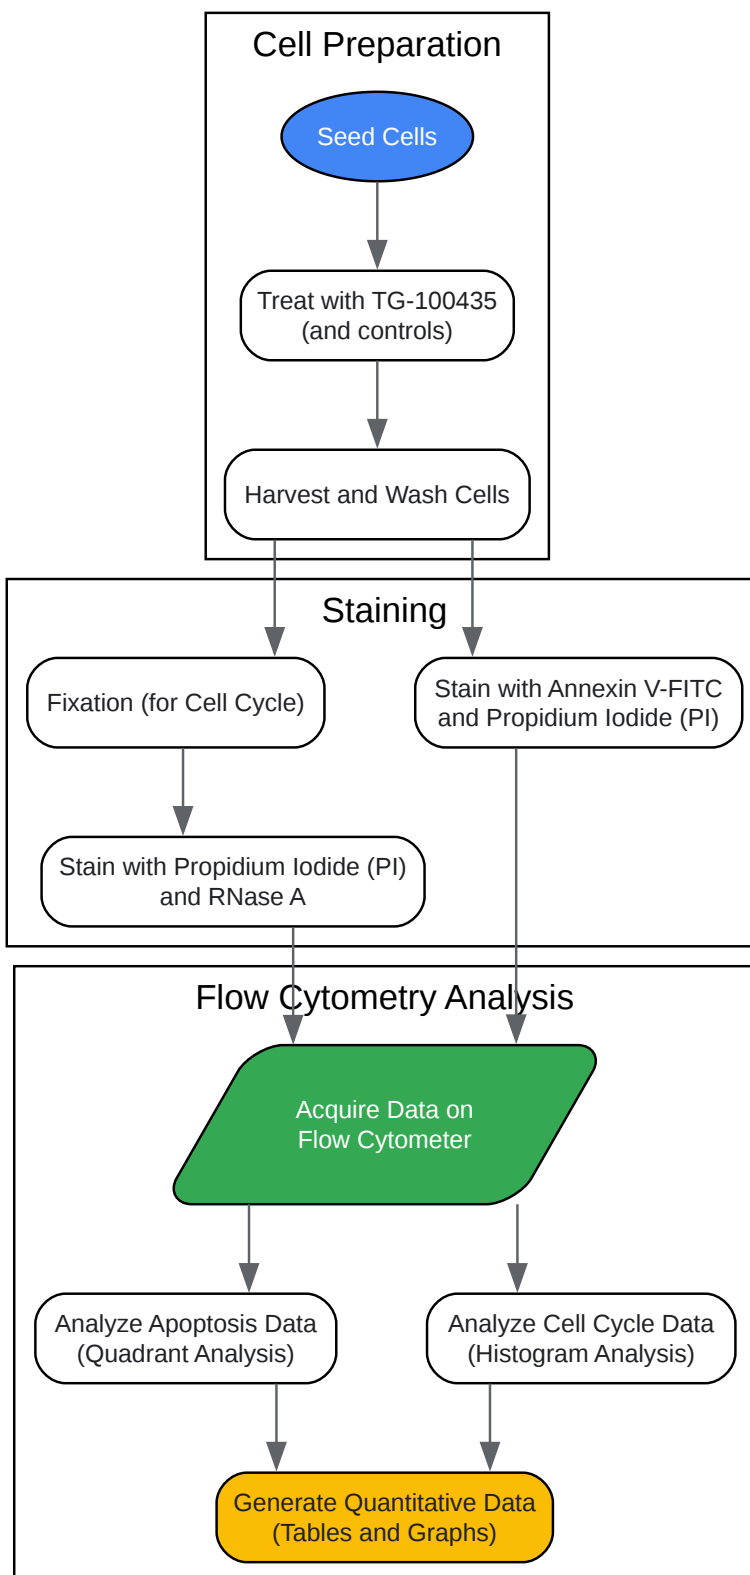 Cell Preparation
Seed Cells
Treat with TG-100435
(and controls)
Harvest and Wash Cells
Staining
Fixation (for Cell Cycle)
Stain with Annexin V-FITC
and Propidium Iodide (PI)
Stain with Propidium Iodide (PI)
and RNase A
Flow Cytometry Analysis
Acquire Data on
Flow Cytometer
Analyze Apoptosis Data
(Quadrant Analysis)
Analyze Cell Cycle Data
(Histogram Analysis)
Generate Quantitative Data
(Tables and Graphs)